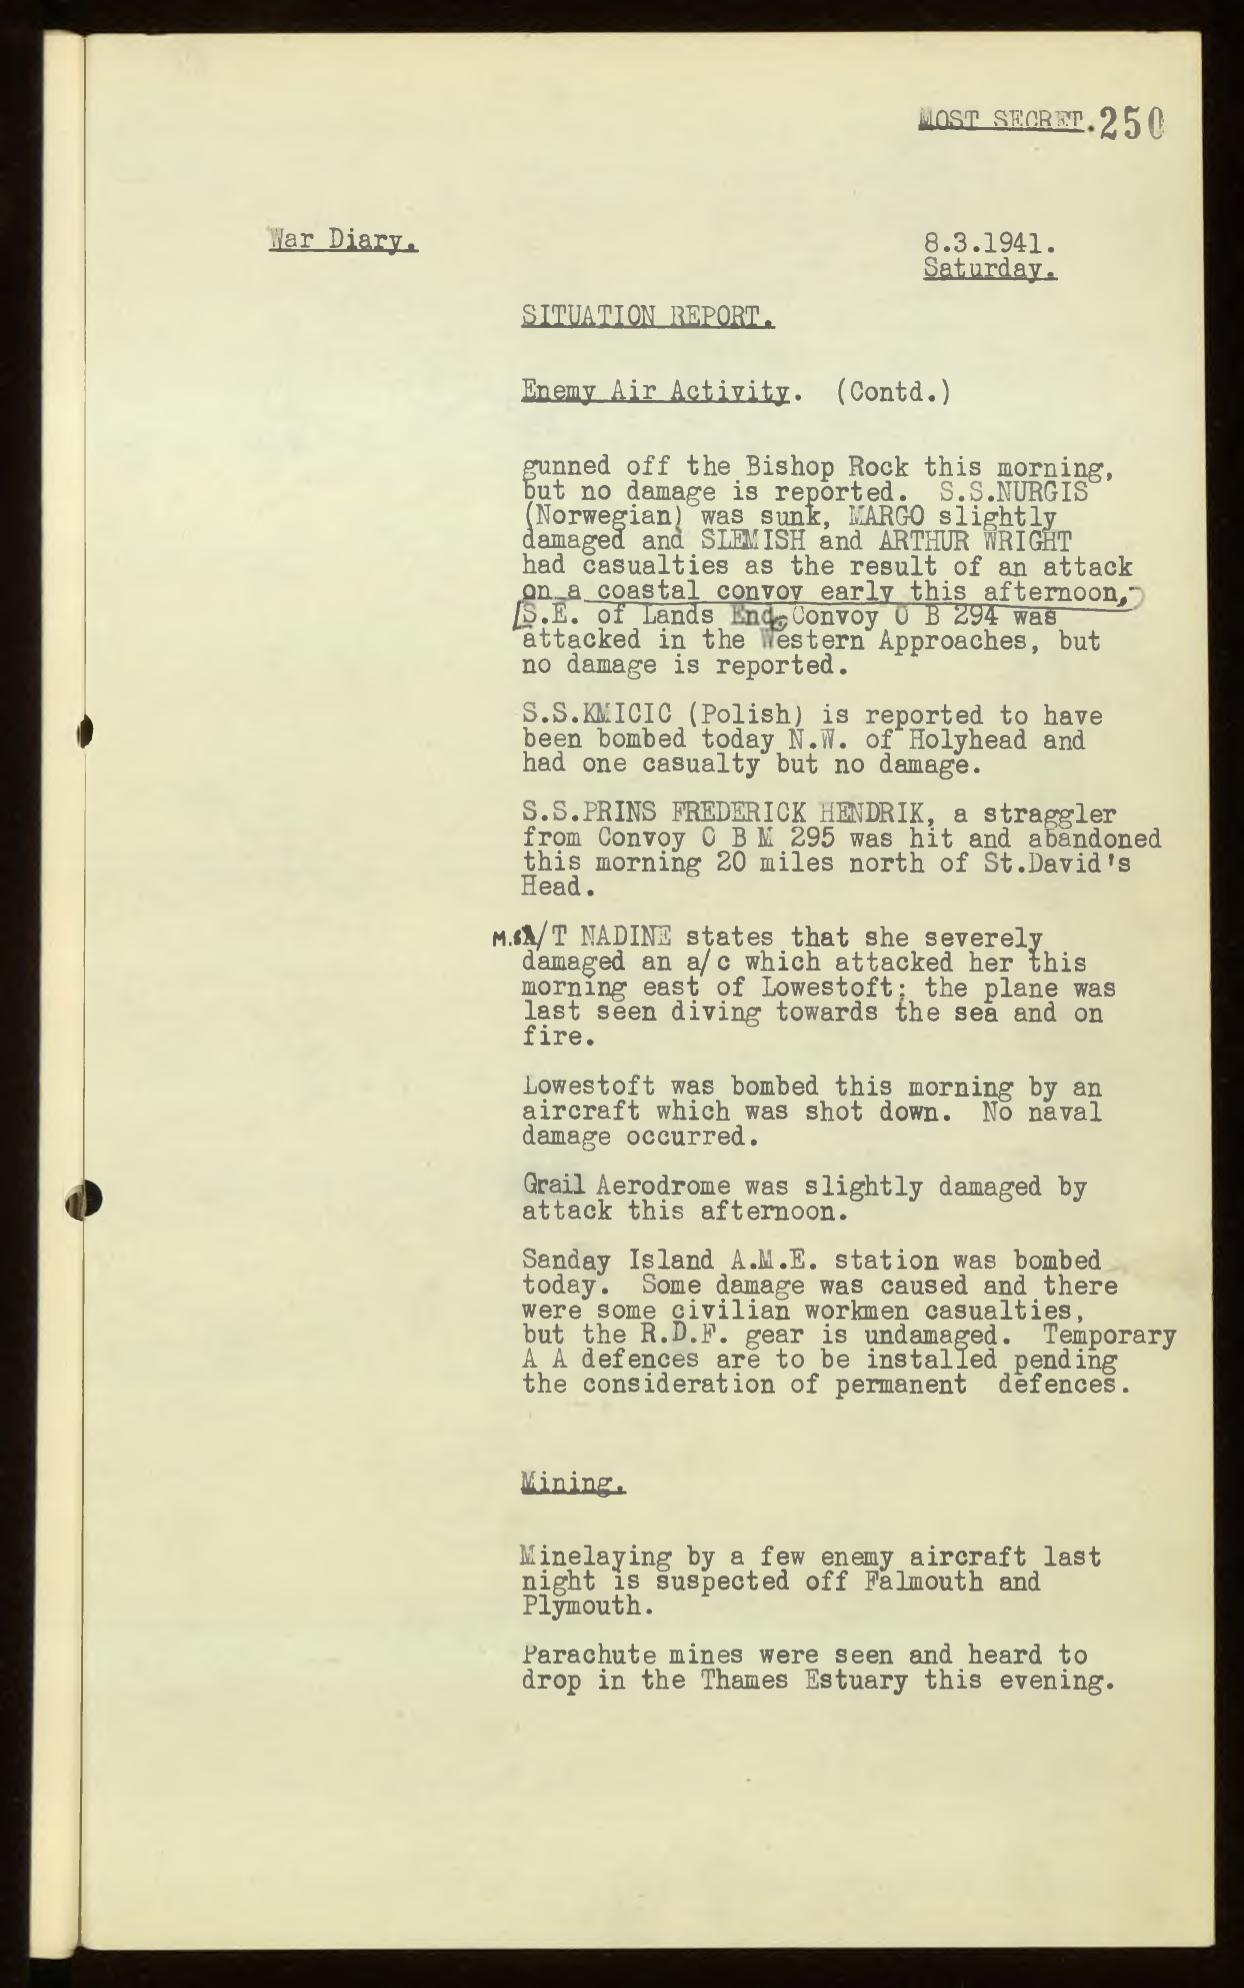 MOST SECRET. 250
War Diary.
8.3.1941.
Saturday.
SITUATION REPORT.
Enemy Air Activity. (Contd.)
gunned off the Bishop Rock this morning,
but no damage is reported. S.S.NURGIS
(Norwegian) was sunk, MARGO slightly
damaged and SLEMISH and ARTHUR WRIGHT
had casualties as the result of an attack
on a coastal convoy early this afternoon,
S.E. of Lands End. Convoy O B 294 was
attacked in the Western Approaches, but
no damage is reported.
S.S.KMICIC (Polish) is reported to have
been bombed today N.W. of Holyhead and
had one casualty but no damage.
S.S.PRINS FREDERICK HENDRIK, a straggler
from Convoy O B M 295 was hit and abandoned
this morning 20 miles north of St.David's
Head.
/T NADINE states that she severely
damaged an a/c which attacked her this
morning east of Lowestoft; the plane was
last seen diving towards the sea and on
fire.
Lowestoft was bombed this morning by an
aircraft which was shot down. No naval
damage occurred.
Grail Aerodrome was slightly damaged by
attack this afternoon.
Sanday Island A.M.E. station was bombed
today. Some damage was caused and there
were some civilian workmen casualties,
but the R.D.F. gear is undamaged. Temporary
A A defences are to be installed pending
the consideration of permanent defences.
Mining.
Minelaying by a few enemy aircraft last
night is suspected off Falmouth and
Plymouth.
Parachute mines were seen and heard to
drop in the Thames Estuary this evening.